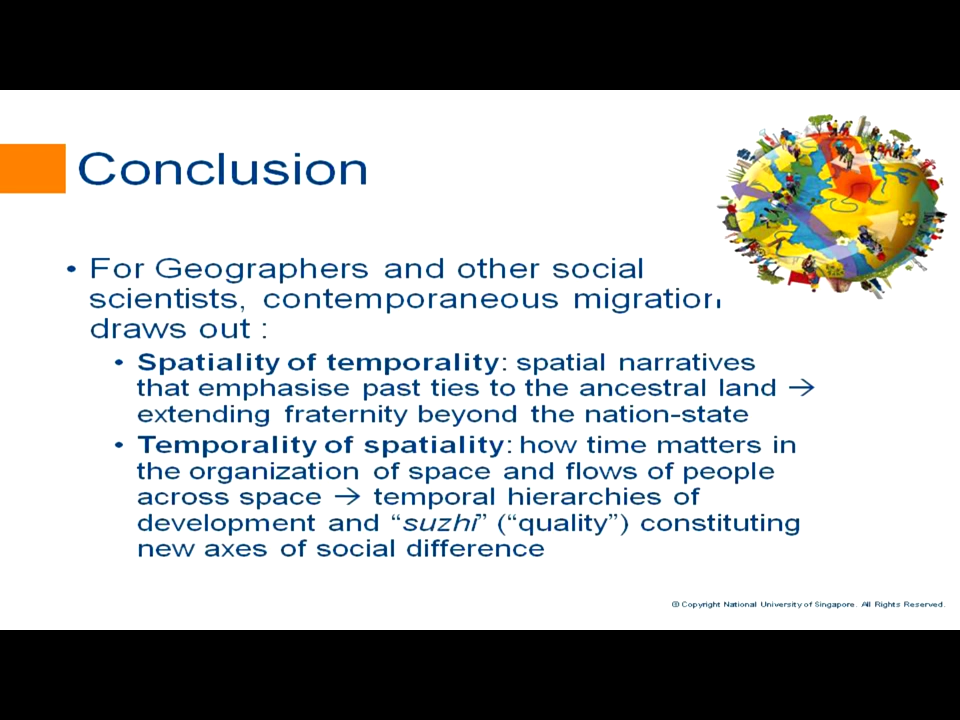 Conclusion
• For Geographers and other social
scientists, contemporaneous migration
draws out :
• Spatiality of temporality: spatial narratives
that emphasise past ties to the ancestral land →
extending fraternity beyond the nation-state
• Temporality of spatiality: how time matters in
the organization of space and flows of people
across space → temporal hierarchies of
development and “suzhi” (“quality”) constituting
new axes of social difference
® Copyright National University of Singapore. All Rights Reserved.